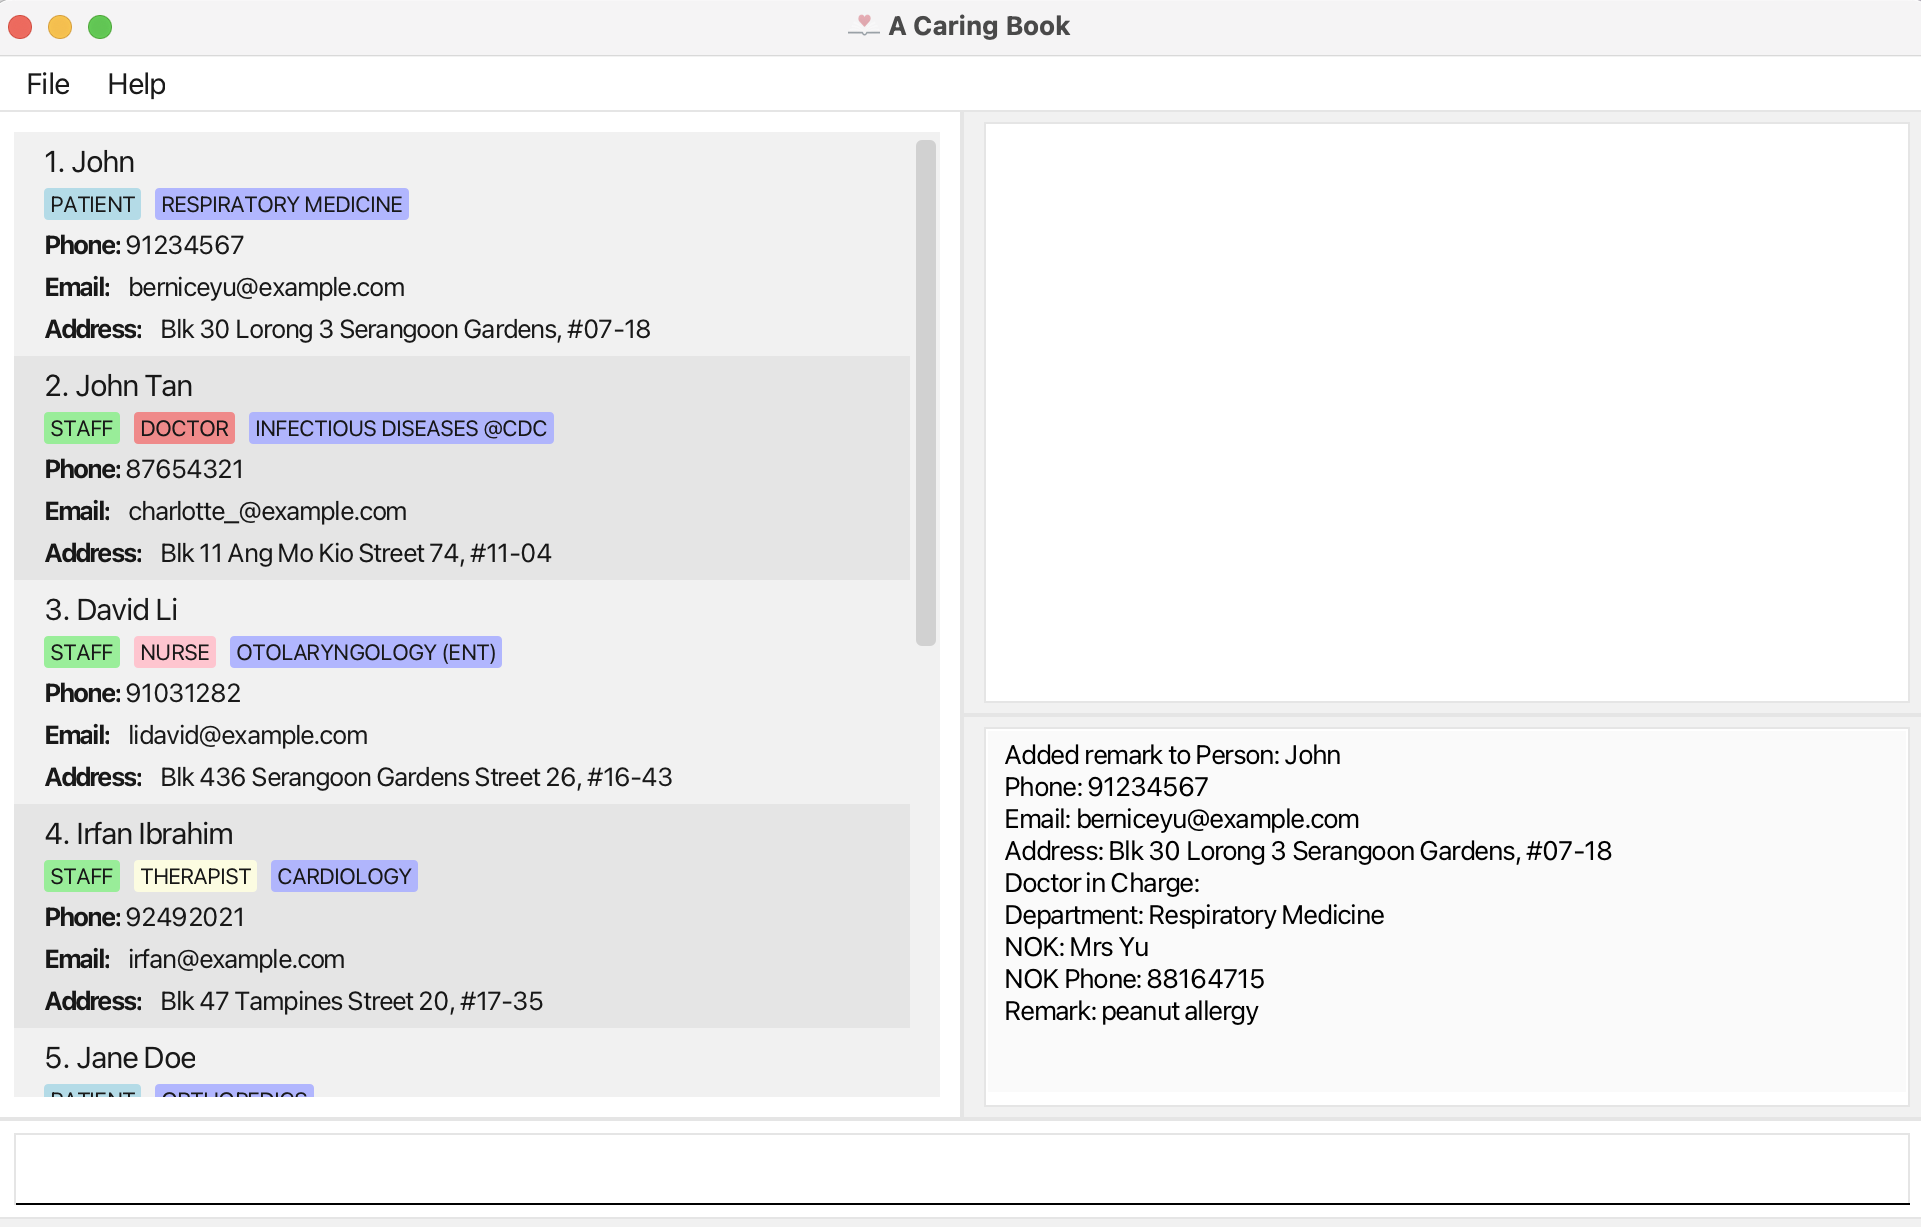 A Caring Book
File Help
1. John
PATIENT RESPIRATORY MEDICINE
Phone: 91234567
Email: berniceyu@example.com
Address: Blk 30 Lorong 3 Serangoon Gardens, #07-18
2. John Tan
STAFF DOCTOR INFECTIOUS DISEASES @CDC
Phone: 87654321
Email: charlotte_@example.com
Address: Blk 11 Ang Mo Kio Street 74, #11-04
3. David Li
STAFF NURSE OTOLARYNGOLOGY (ENT)
Phone: 91031282
Email: lidavid@example.com
Address: Blk 436 Serangoon Gardens Street 26, #16-43
4. Irfan Ibrahim
STAFF THERAPIST CARDIOLOGY
Phone: 92492021
Email: irfan@example.com
Address: Blk 47 Tampines Street 20, #17-35
5. Jane Doe
PATIENT ORTHOPEDICS
Added remark to Person: John
Phone: 91234567
Email: berniceyu@example.com
Address: Blk 30 Lorong 3 Serangoon Gardens, #07-18
Doctor in Charge:
Department: Respiratory Medicine
NOK: Mrs Yu
NOK Phone: 88164715
Remark: peanut allergy